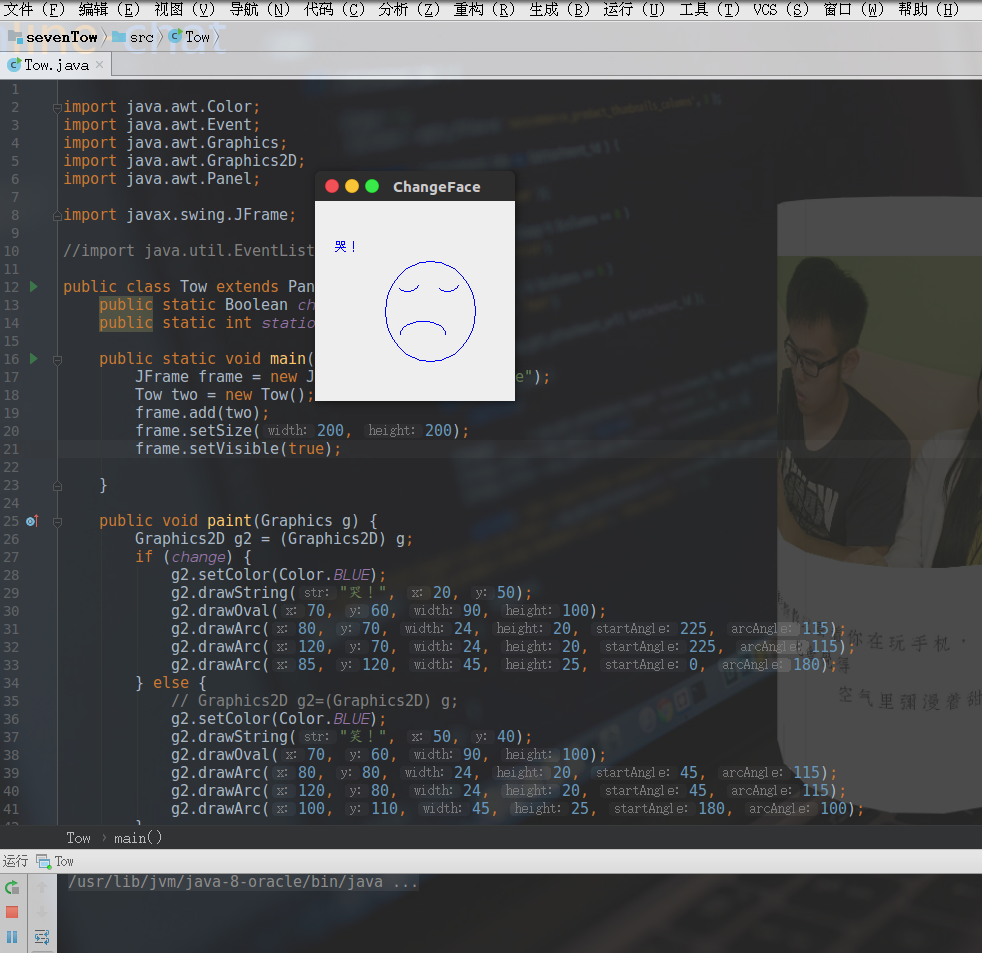 文件 (F) 编辑 (E) 视图 (V) 导航 (N) 代码 (C) 分析 (Z) 重构 (R) 生成 (B) 运行 (U) 工具 (T) VCS (S) 窗口 (W) 帮助 (H)
sevenTow src Tow
Tow.java
1
2 import java.awt.Color;
3 import java.awt.Event;
4 import java.awt.Graphics;
5 import java.awt.Graphics2D;
6 import java.awt.Panel;
7
8 import javax.swing.JFrame;
9
10 //import java.util.EventList
11
12 public class Tow extends Pan
13 public static Boolean ch
14 public static int statio
15
16 public static void main(
17 JFrame frame = new J e");
18 Tow two = new Tow();
19 frame.add(two);
20 frame.setSize( width: 200, height: 200);
21 frame.setVisible(true);
22
23 }
24
25 public void paint(Graphics g) {
26 Graphics2D g2 = (Graphics2D) g;
27 if (change) {
28 g2.setColor(Color.BLUE);
29 g2.drawString( str: "哭!", x: 20, y: 50);
30 g2.drawOval( x: 70, y: 60, width: 90, height: 100);
31 g2.drawArc( x: 80, y: 70, width: 24, height: 20, startAngle: 225, arcAngle: 115);
32 g2.drawArc( x: 120, y: 70, width: 24, height: 20, startAngle: 225, arcAngle: 115);
33 g2.drawArc( x: 85, y: 120, width: 45, height: 25, startAngle: 0, arcAngle: 180);
34 } else {
35 // Graphics2D g2=(Graphics2D) g;
36 g2.setColor(Color.BLUE);
37 g2.drawString( str: "笑!", x: 50, y: 40);
38 g2.drawOval( x: 70, y: 60, width: 90, height: 100);
39 g2.drawArc( x: 80, y: 80, width: 24, height: 20, startAngle: 45, arcAngle: 115);
40 g2.drawArc( x: 120, y: 80, width: 24, height: 20, startAngle: 45, arcAngle: 115);
41 g2.drawArc( x: 100, y: 110, width: 45, height: 25, startAngle: 180, arcAngle: 100);
ChangeFace
哭!
你在玩手机
空气里弥漫着甜
Tow main()
运行 Tow
/usr/lib/jvm/java-8-oracle/bin/java ...